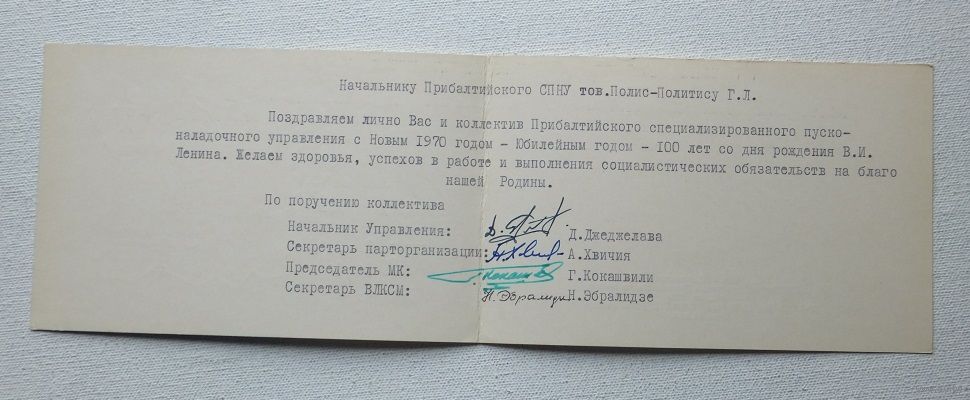 Начальнику Прибалтийского СПНУ тов.Полис-Политису Г.Л.
Поздравляем лично Вас и коллектив Прибалтийского специализированного пуско-
наладочного управления с Новым I970 годом - Юбилейным годом - I00 лет со дня рождения В.И.
Ленина. Желаем здоровья, успехов в работе и выполнения социалистических обязательств на благо
нашей Родины.
По поручению коллектива
Начальник Управления: Д.Джеджелава
Секретарь парторганизации: А.Хвичия
Председатель МК: Г.Кокашвили
Секретарь ВЛКСМ: Н.Эбралидзе